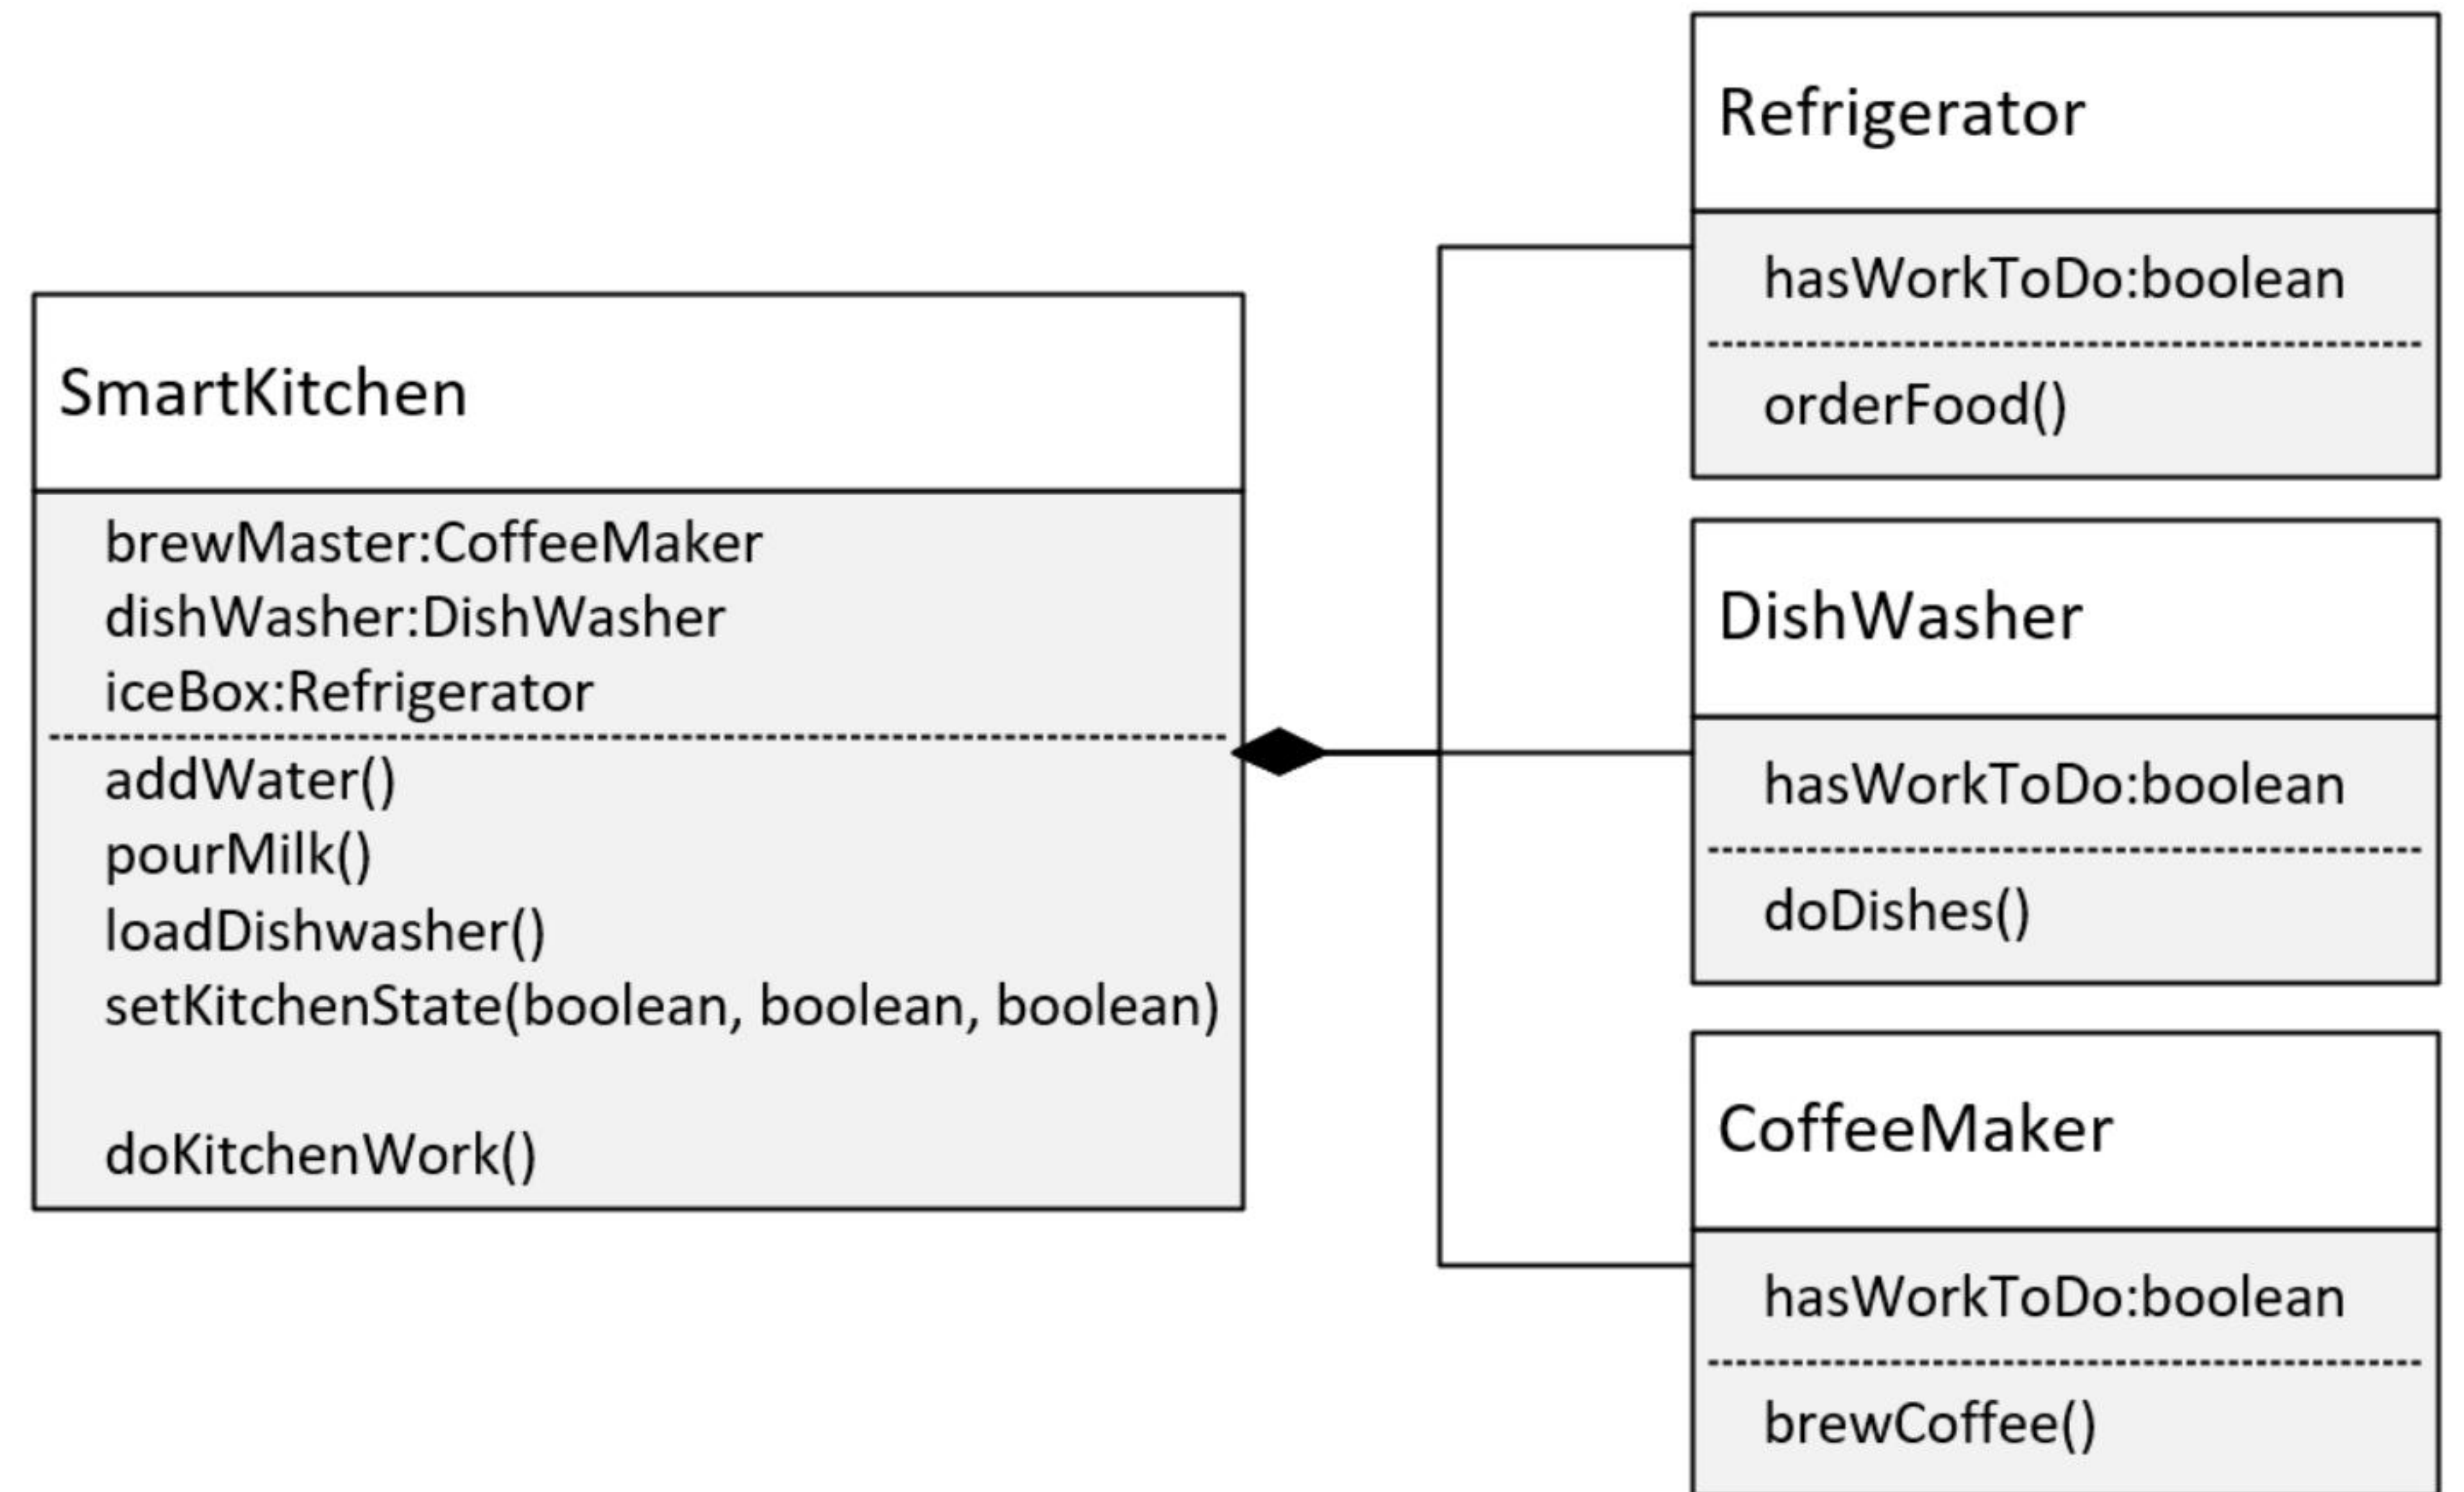 SmartKitchen
brewMaster:CoffeeMaker
dishWasher:DishWasher
iceBox:Refrigerator
addWater()
pourMilk()
loadDishwasher()
setKitchenState(boolean, boolean, boolean)
doKitchenWork()
Refrigerator
hasWorkToDo:boolean
orderFood()
DishWasher
hasWorkToDo:boolean
doDishes()
CoffeeMaker
hasWorkToDo:boolean
brewCoffee()